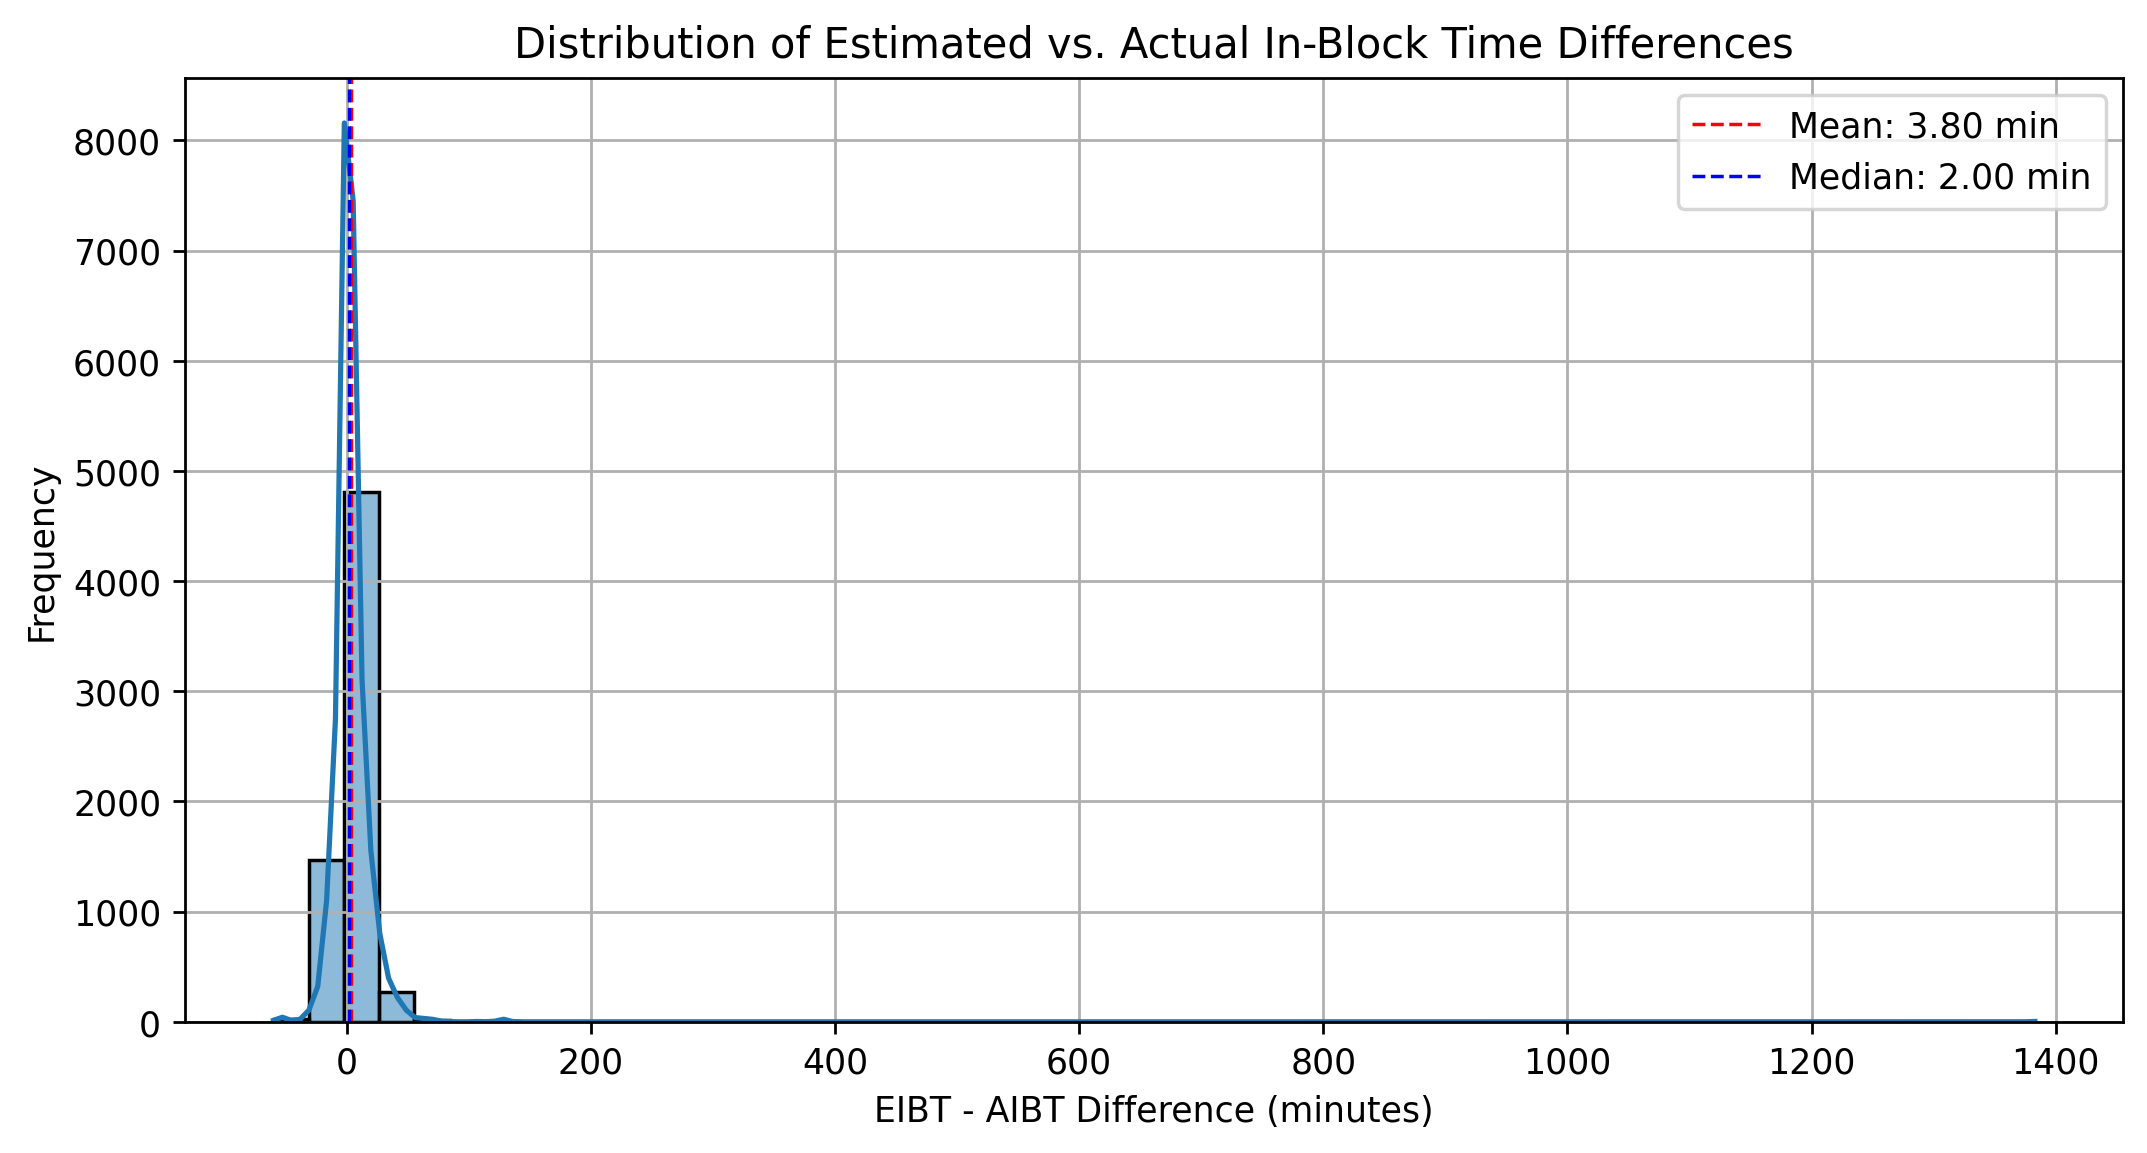 Distribution of Estimated vs. Actual In-Block Time Differences
Mean: 3.80 min
Median: 2.00 min
Frequency
8000
7000
6000
5000
4000
3000
2000
1000
0
0 200 400 600 800 1000 1200 1400
EIBT - AIBT Difference (minutes)